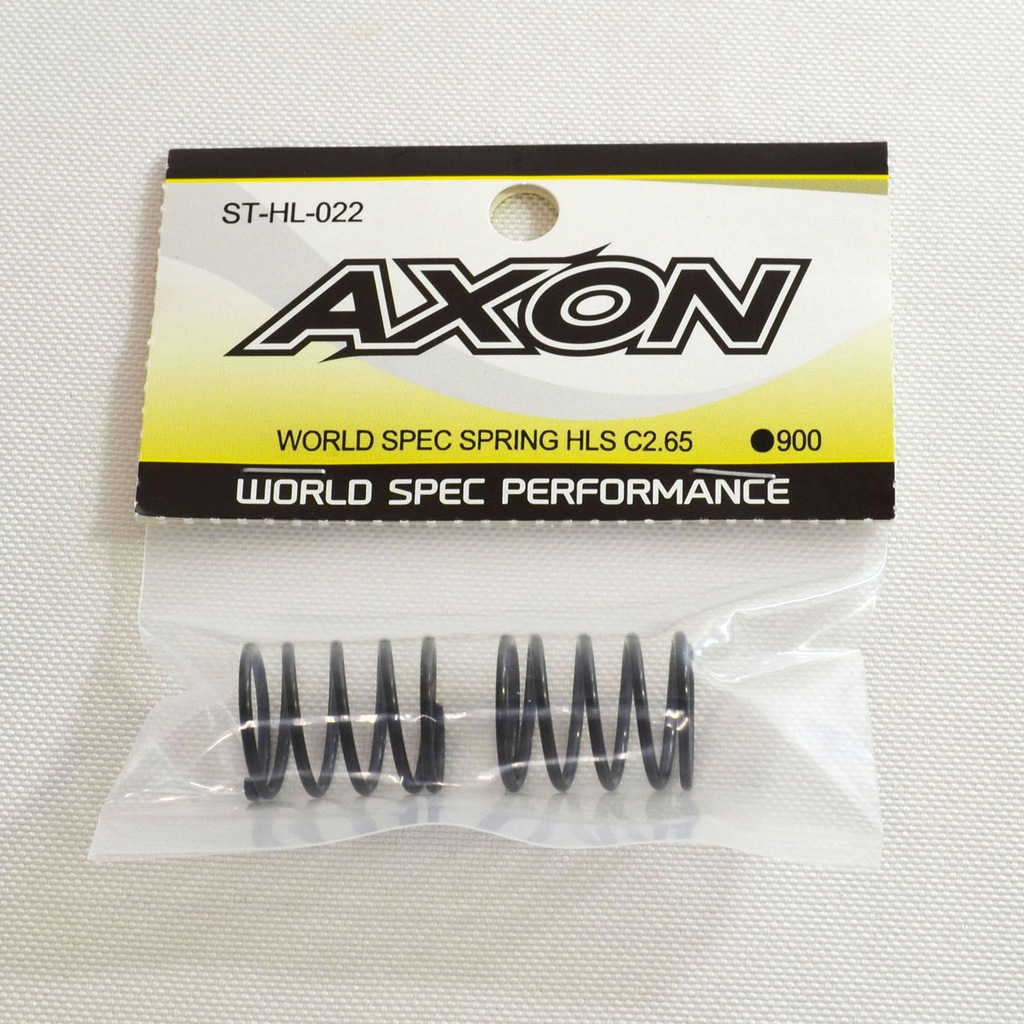 ST-HL-022
AXON
WORLD SPEC SPRING HLS C2.65 ●900
WORLD SPEC PERFORMANCE